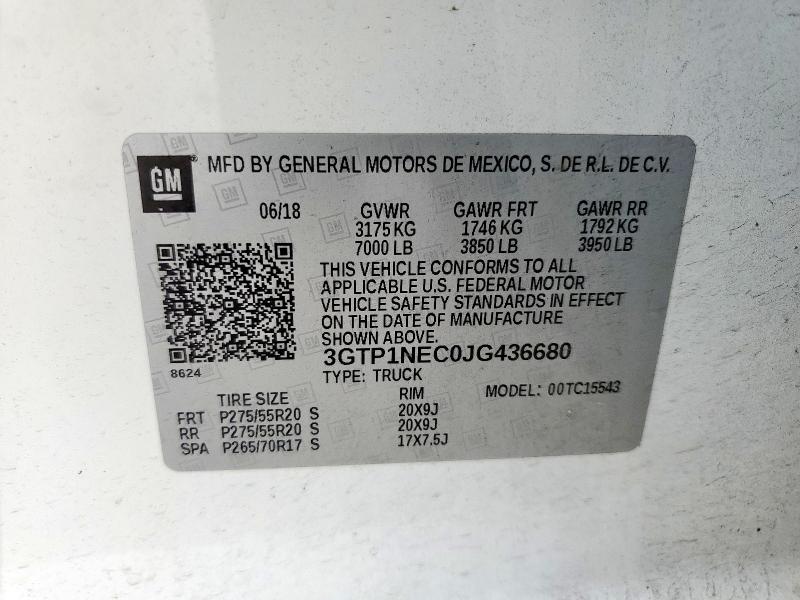 GM ® MFD BY GENERAL MOTORS DE MEXICO, S. DE R.L. DE C.V.
06/18 GVWR GAWR FRT GAWR RR
3175 KG 1746 KG 1792 KG
7000 LB 3850 LB 3950 LB
THIS VEHICLE CONFORMS TO ALL
APPLICABLE U.S. FEDERAL MOTOR
VEHICLE SAFETY STANDARDS IN EFFECT
ON THE DATE OF MANUFACTURE
SHOWN ABOVE.
3GTP1NEC0JG436680
8624
TYPE: TRUCK MODEL: 00TC15543
TIRE SIZE RIM
FRT P275/55R20 S 20X9J
RR P275/55R20 S 20X9J
SPA P265/70R17 S 17X7.5J